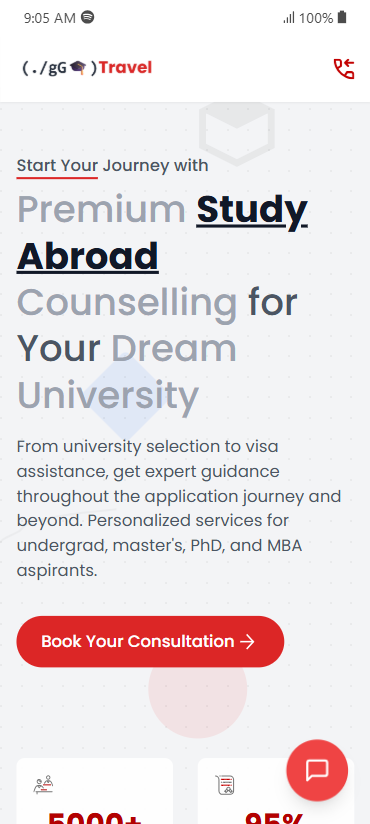 9:05 AM 100%
(./gG🎓)Travel
Start Your Journey with
Premium Study
Abroad
Counselling for
Your Dream
University
From university selection to visa
assistance, get expert guidance
throughout the application journey and
beyond. Personalized services for
undergrad, master's, PhD, and MBA
aspirants.
Book Your Consultation →
5000+ 95%